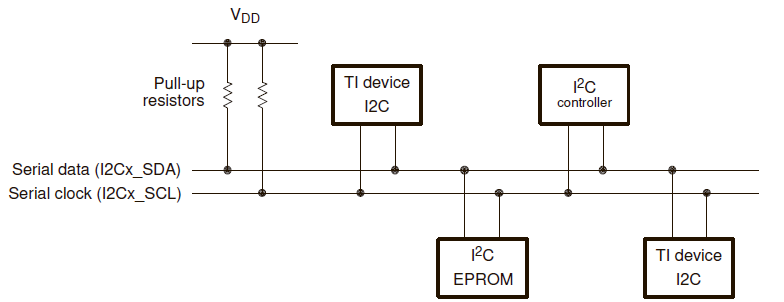 VDD
Pull-up
resistors
TI device
I2C
I2C
controller
Serial data (I2Cx_SDA)
Serial clock (I2Cx_SCL)
I2C
EPROM
TI device
I2C